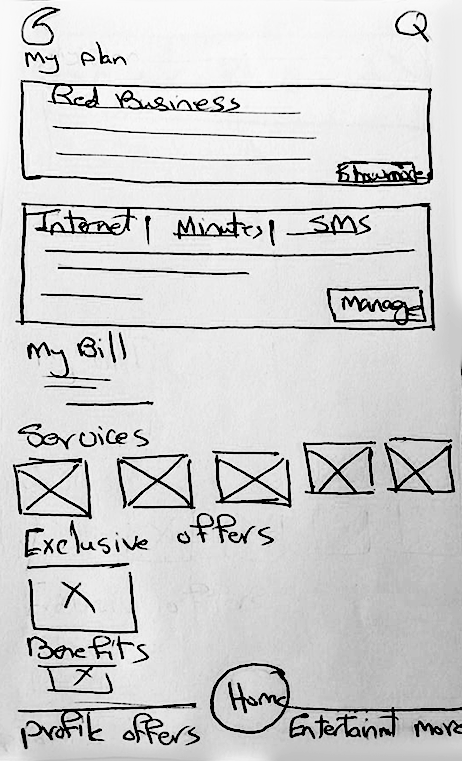 My plan
Red Business
Show more
Internet | Minutes | SMS
Manage
My Bill
Services
Exclusive offers
Benefits
Home
Profile offers Entertainmt more